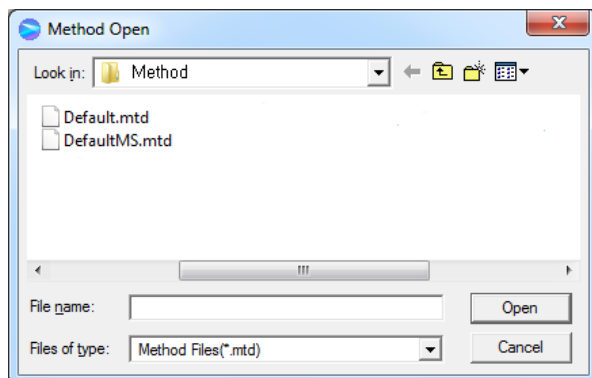 Method Open
X
Look in: Method
Default.mtd
DefaultMS.mtd
File name: Open
Files of type: Method Files(*.mtd) Cancel